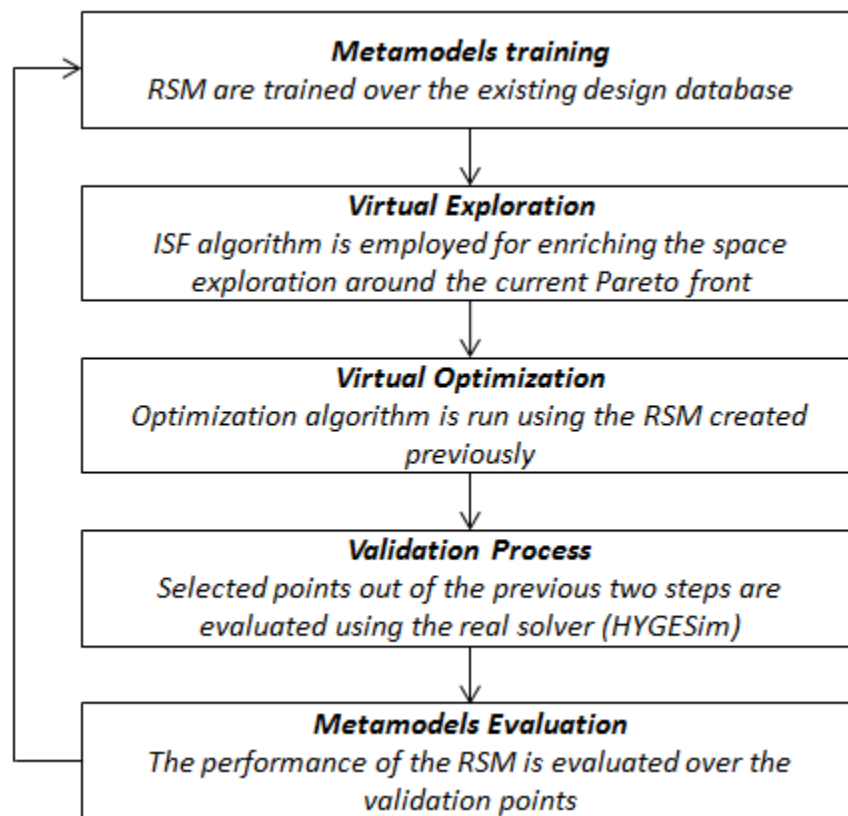 Metamodels training
RSM are trained over the existing design database
Virtual Exploration
ISF algorithm is employed for enriching the space
exploration around the current Pareto front
Virtual Optimization
Optimization algorithm is run using the RSM created
previously
Validation Process
Selected points out of the previous two steps are
evaluated using the real solver (HYGESim)
Metamodels Evaluation
The performance of the RSM is evaluated over the
validation points